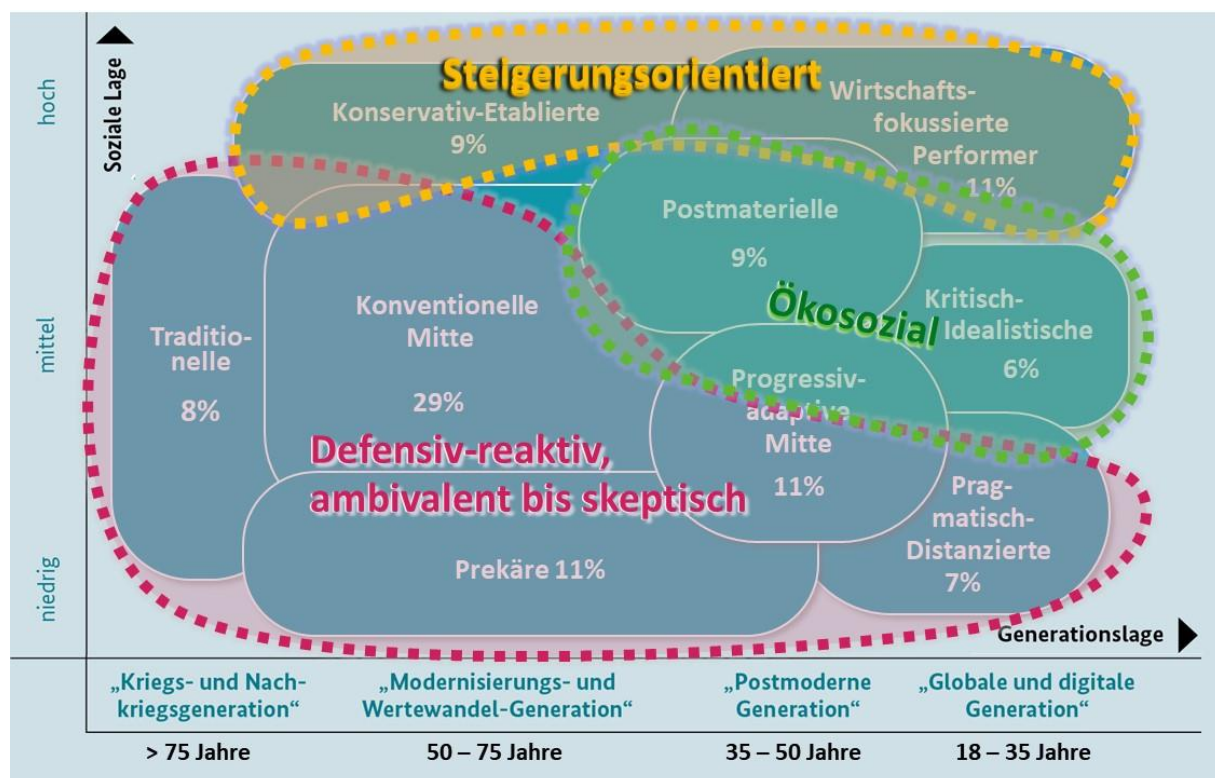 Soziale Lage
hoch
mittel
niedrig
Steigerungsorientiert
Konservativ-Etablierte
9%
Wirtschafts-
fokussierte
Performer
11%
Postmaterielle
9%
Ökosozial
Kritisch-
Idealistische
6%
Traditio-
nelle
8%
Konventionelle
Mitte
29%
Progressiv-
adaptive
Mitte
11%
Defensiv-reaktiv,
ambivalent bis skeptisch
Prag-
matisch-
Distanzierte
7%
Prekäre 11%
Generationslage
„Kriegs- und Nach-
kriegsgeneration“
„Modernisierungs- und
Wertewandel-Generation“
„Postmoderne
Generation“
„Globale und digitale
Generation“
> 75 Jahre
50 – 75 Jahre
35 – 50 Jahre
18 – 35 Jahre